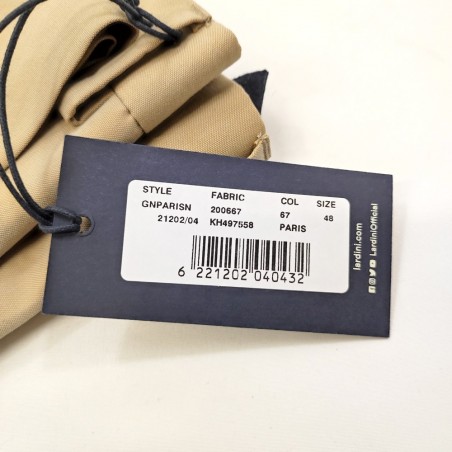 STYLE FABRIC COL SIZE
GNPARISN 200667 67 48
21202/04 KH497558 PARIS
6 221202 040432
lardini.com
LardiniOfficial